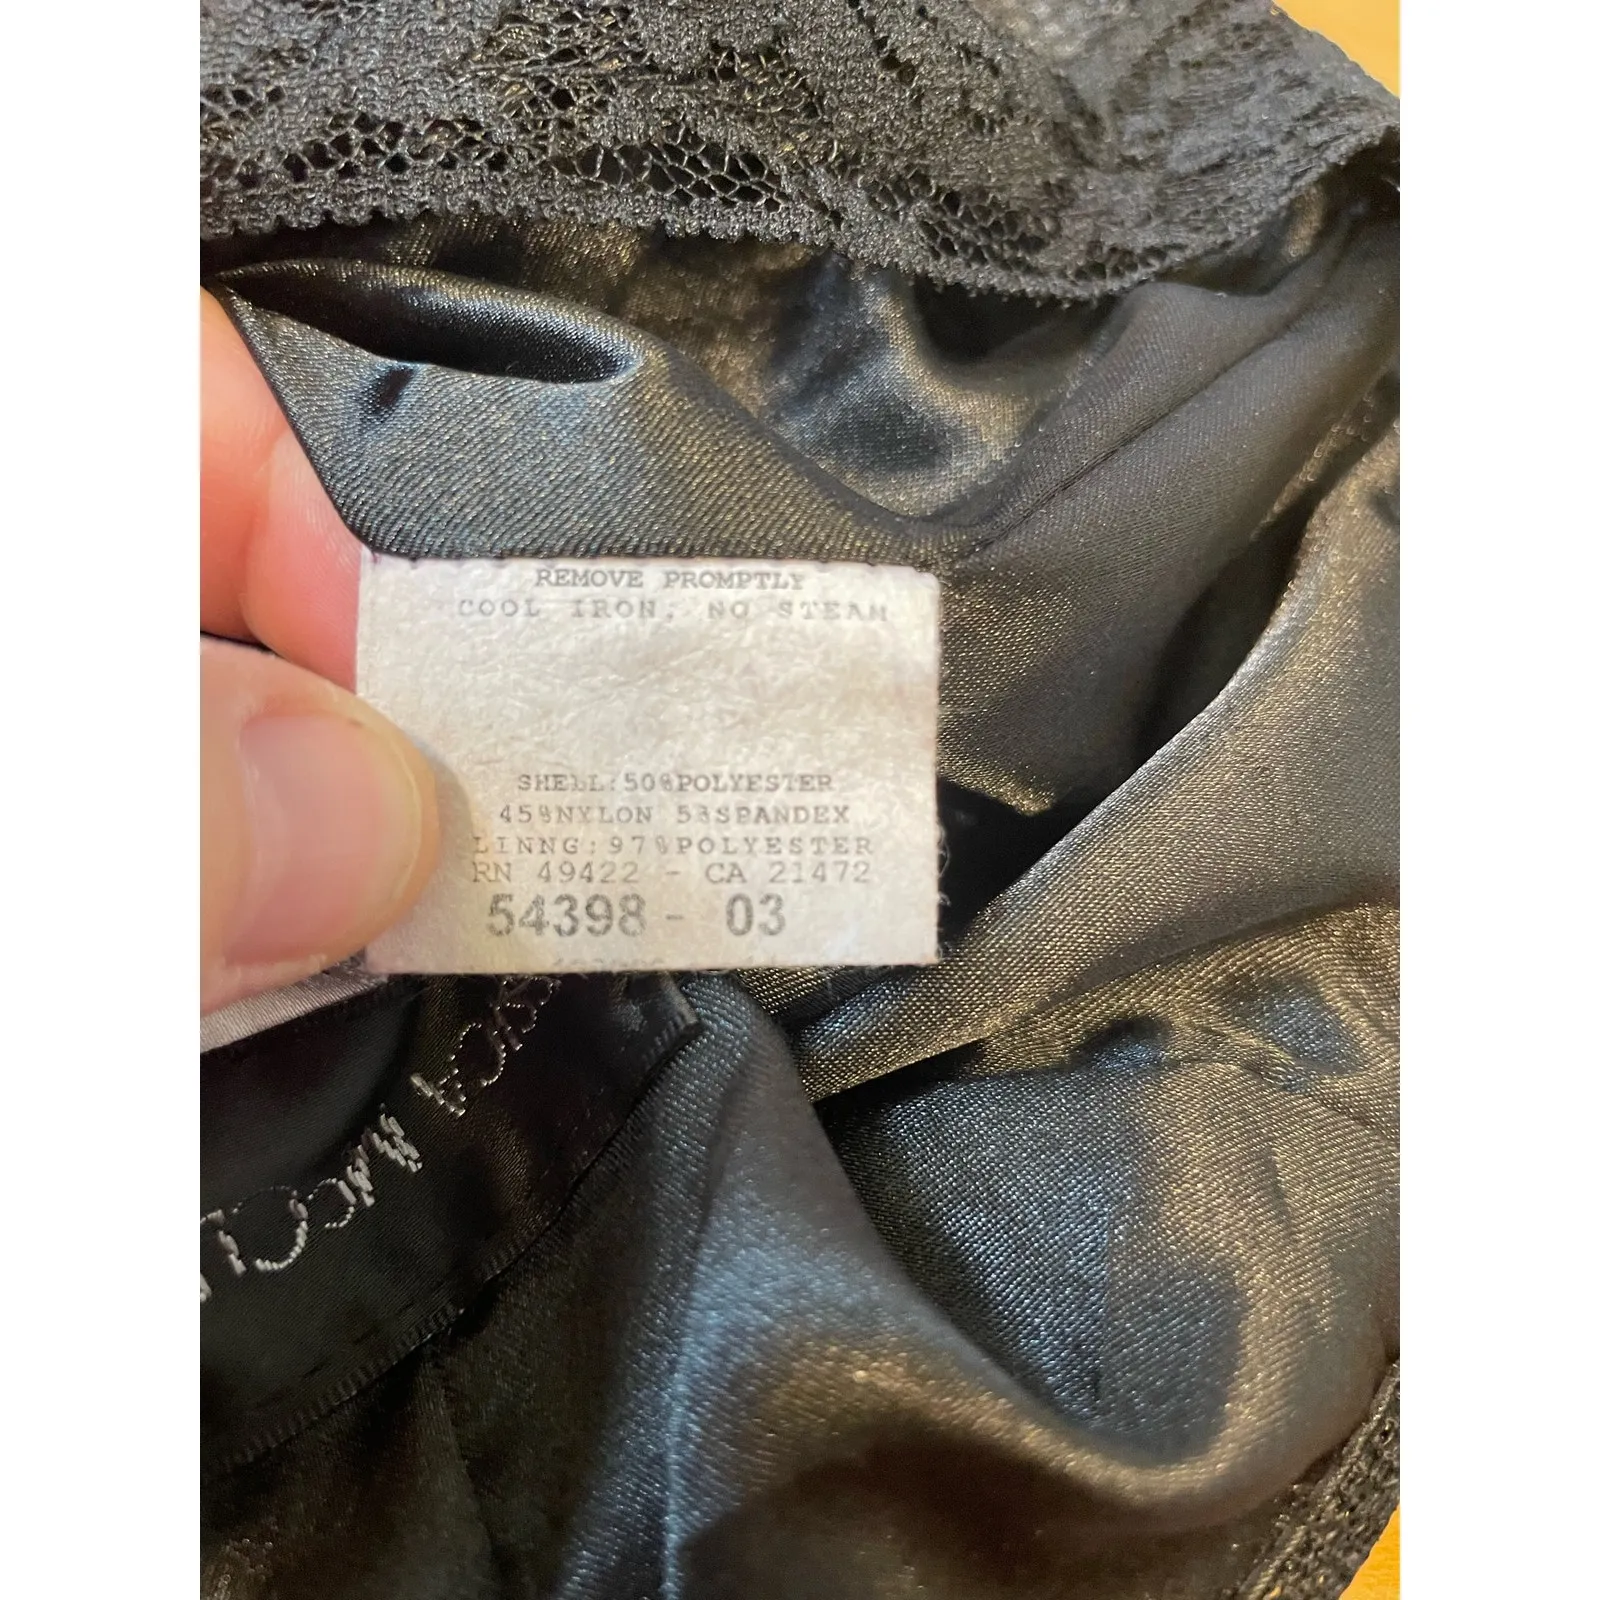 REMOVE PROMPTLY
COOL IRON, NO STEAM
SHELL:50%POLYESTER
45%NYLON 5%SPANDEX
LINNG:97%POLYESTER
RN 49422 - CA 21472
54398 - 03